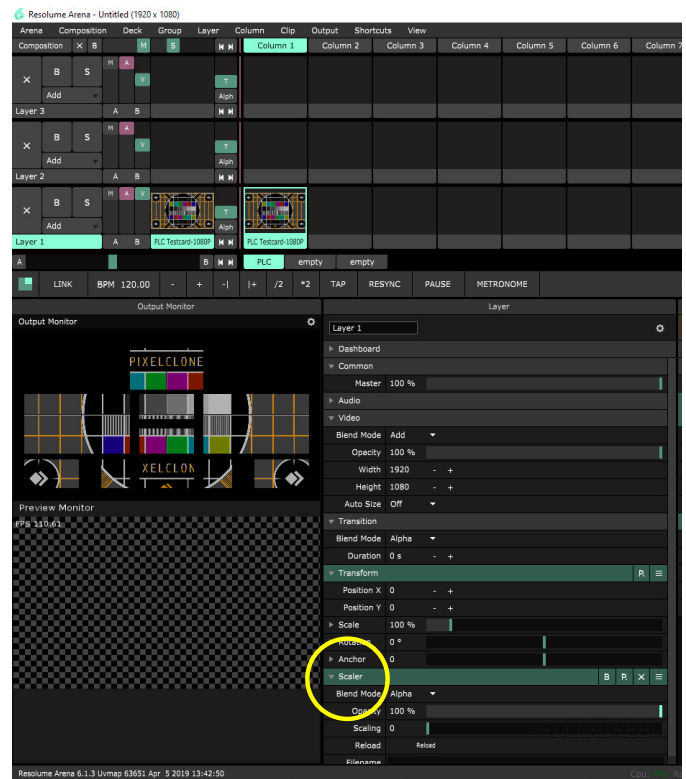 Resolume Arena - Untitled (1920 x 1080)
Arena Composition Deck Group Layer Column Clip Output Shortcuts View
Composition X B M S Column 1 Column 2 Column 3 Column 4 Column 5 Column 6 Column 7
B S M A V T
Add Alph
Layer 3 A B
B S M A V T
Add Alph
Layer 2 A B
B S M A V T
Add Alph
Layer 1 A B PLC Testcard-1080P PLC Testcard-1080P
A B PLC empty empty
LINK BPM 120.00 - + -| |+ /2 *2 TAP RESYNC PAUSE METRONOME
Output Monitor Layer
Output Monitor
Layer 1
Dashboard
Common
Master 100 %
Audio
Video
Blend Mode Add
Opacity 100 %
Width 1920 - +
Height 1080 - +
Auto Size Off
Transition
Blend Mode Alpha
Duration 0 s - +
Transform P.
Position X 0 - +
Position Y 0 - +
Scale 100 %
Rotation 0 °
Anchor 0
Scaler B P. X
Blend Mode Alpha
Opacity 100 %
Scaling 0
Reload Reload
Filename
PIXELCLONE
XELCLON
Preview Monitor
FPS 110.61
Resolume Arena 6.1.3 Uvmap 63651 Apr 5 2019 13:42:50